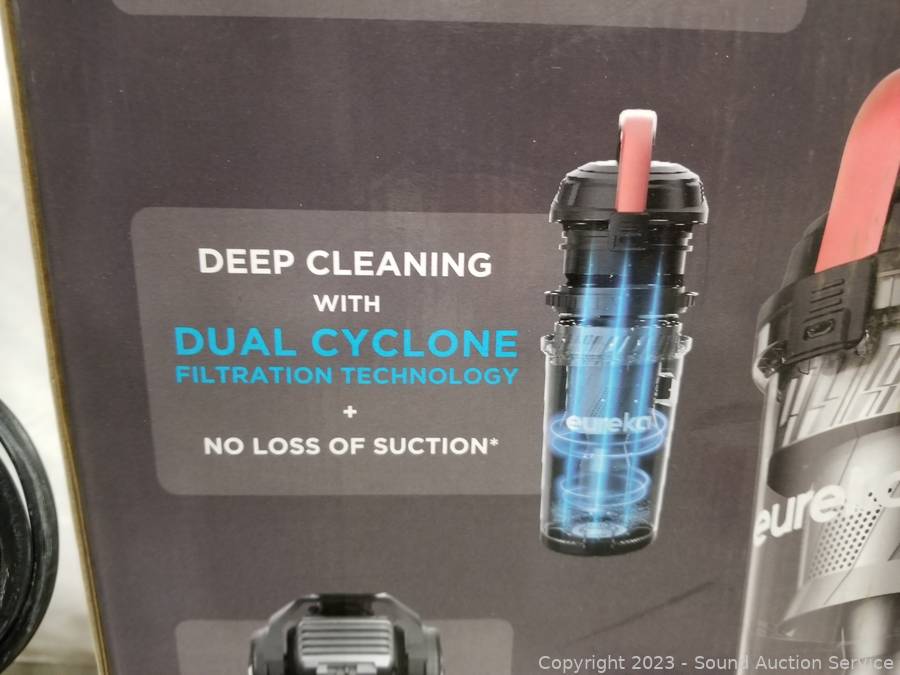 DEEP CLEANING
WITH
DUAL CYCLONE
FILTRATION TECHNOLOGY
+
NO LOSS OF SUCTION*
eureka
eureka
Copyright 2023 - Sound Auction Service